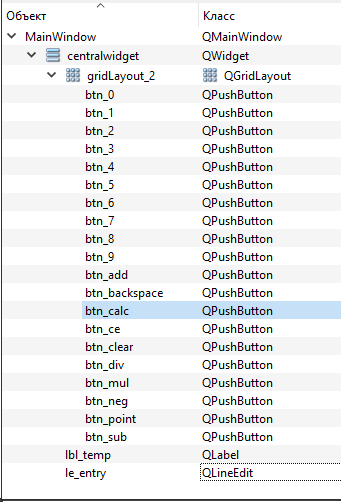 Объект Класс
MainWindow QMainWindow
centralwidget QWidget
gridLayout_2 QGridLayout
btn_0 QPushButton
btn_1 QPushButton
btn_2 QPushButton
btn_3 QPushButton
btn_4 QPushButton
btn_5 QPushButton
btn_6 QPushButton
btn_7 QPushButton
btn_8 QPushButton
btn_9 QPushButton
btn_add QPushButton
btn_backspace QPushButton
btn_calc QPushButton
btn_ce QPushButton
btn_clear QPushButton
btn_div QPushButton
btn_mul QPushButton
btn_neg QPushButton
btn_point QPushButton
btn_sub QPushButton
lbl_temp QLabel
le_entry QLineEdit